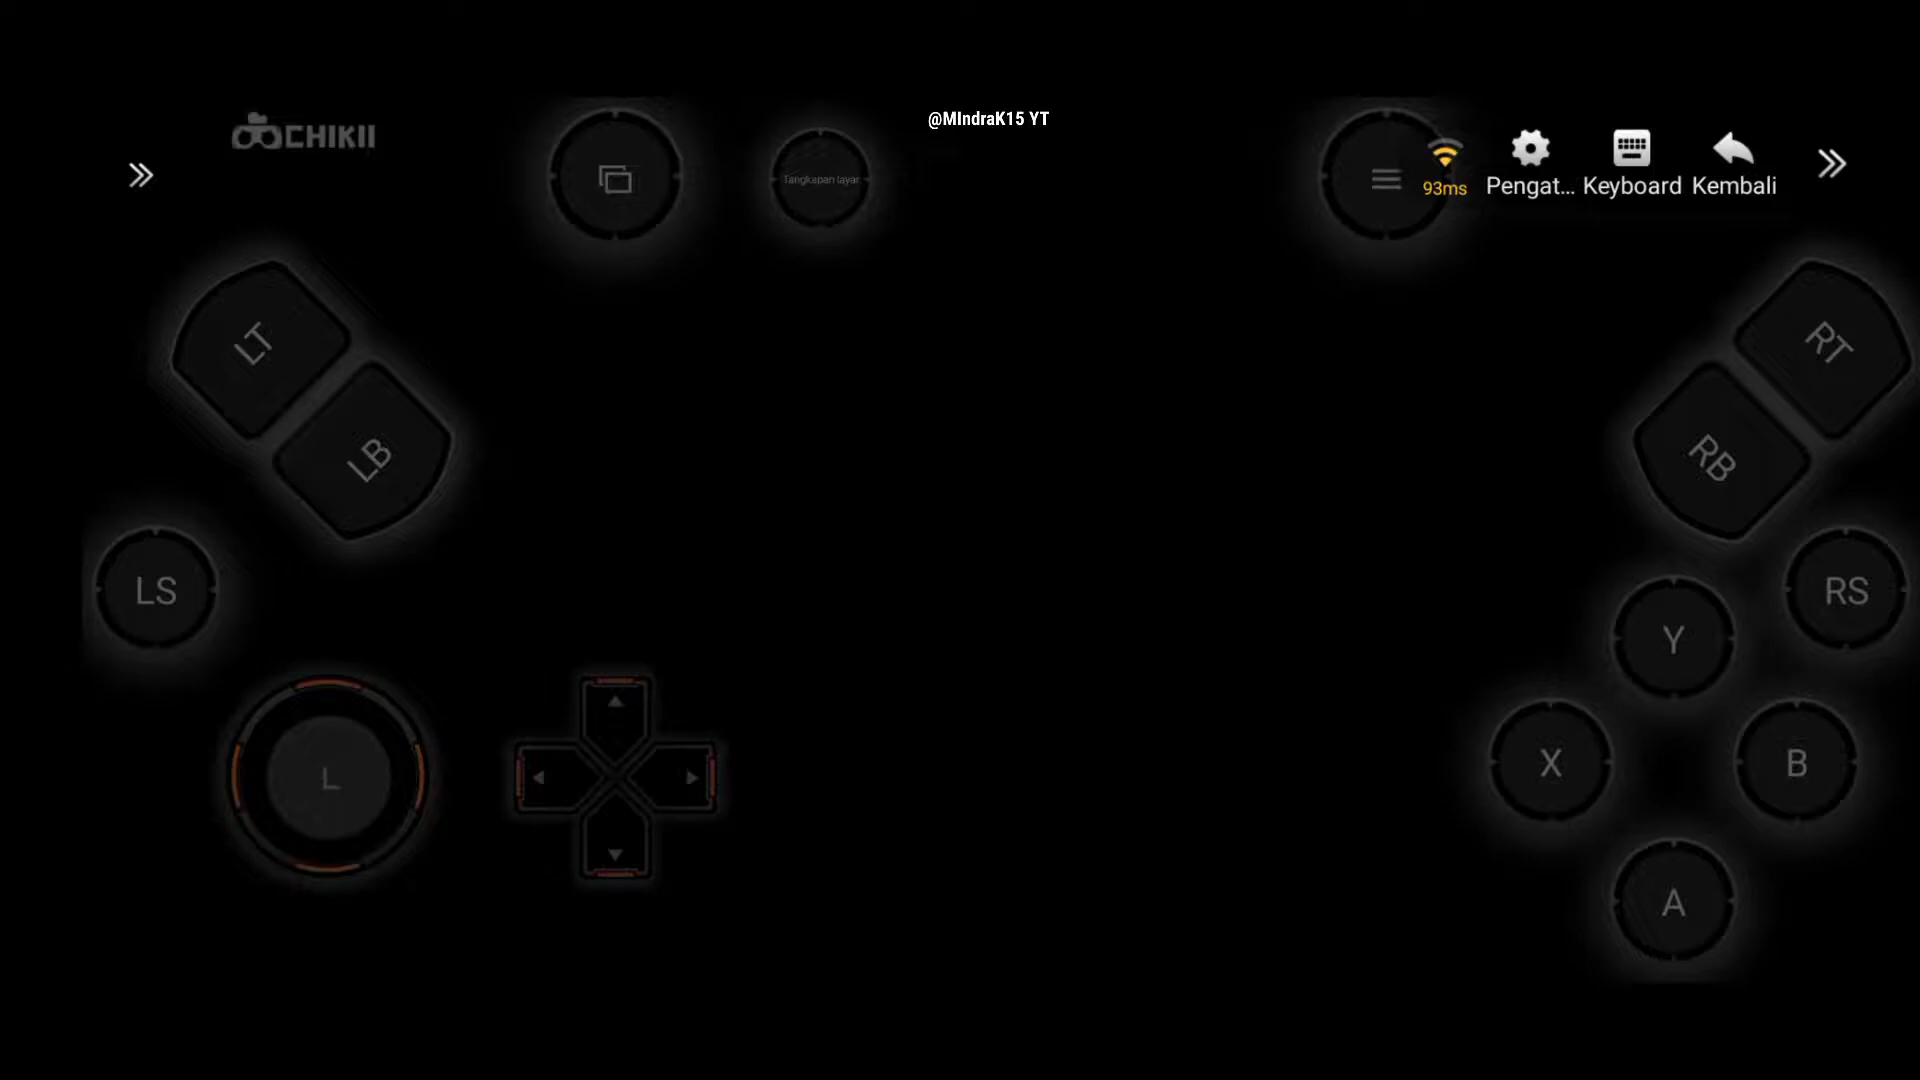 @MIndraK15 YT
CHIKII
Tangkapan layar
93ms
Pengat...
Keyboard
Kembali
LT
RT
LB
RB
LS
RS
Y
L
X
B
A